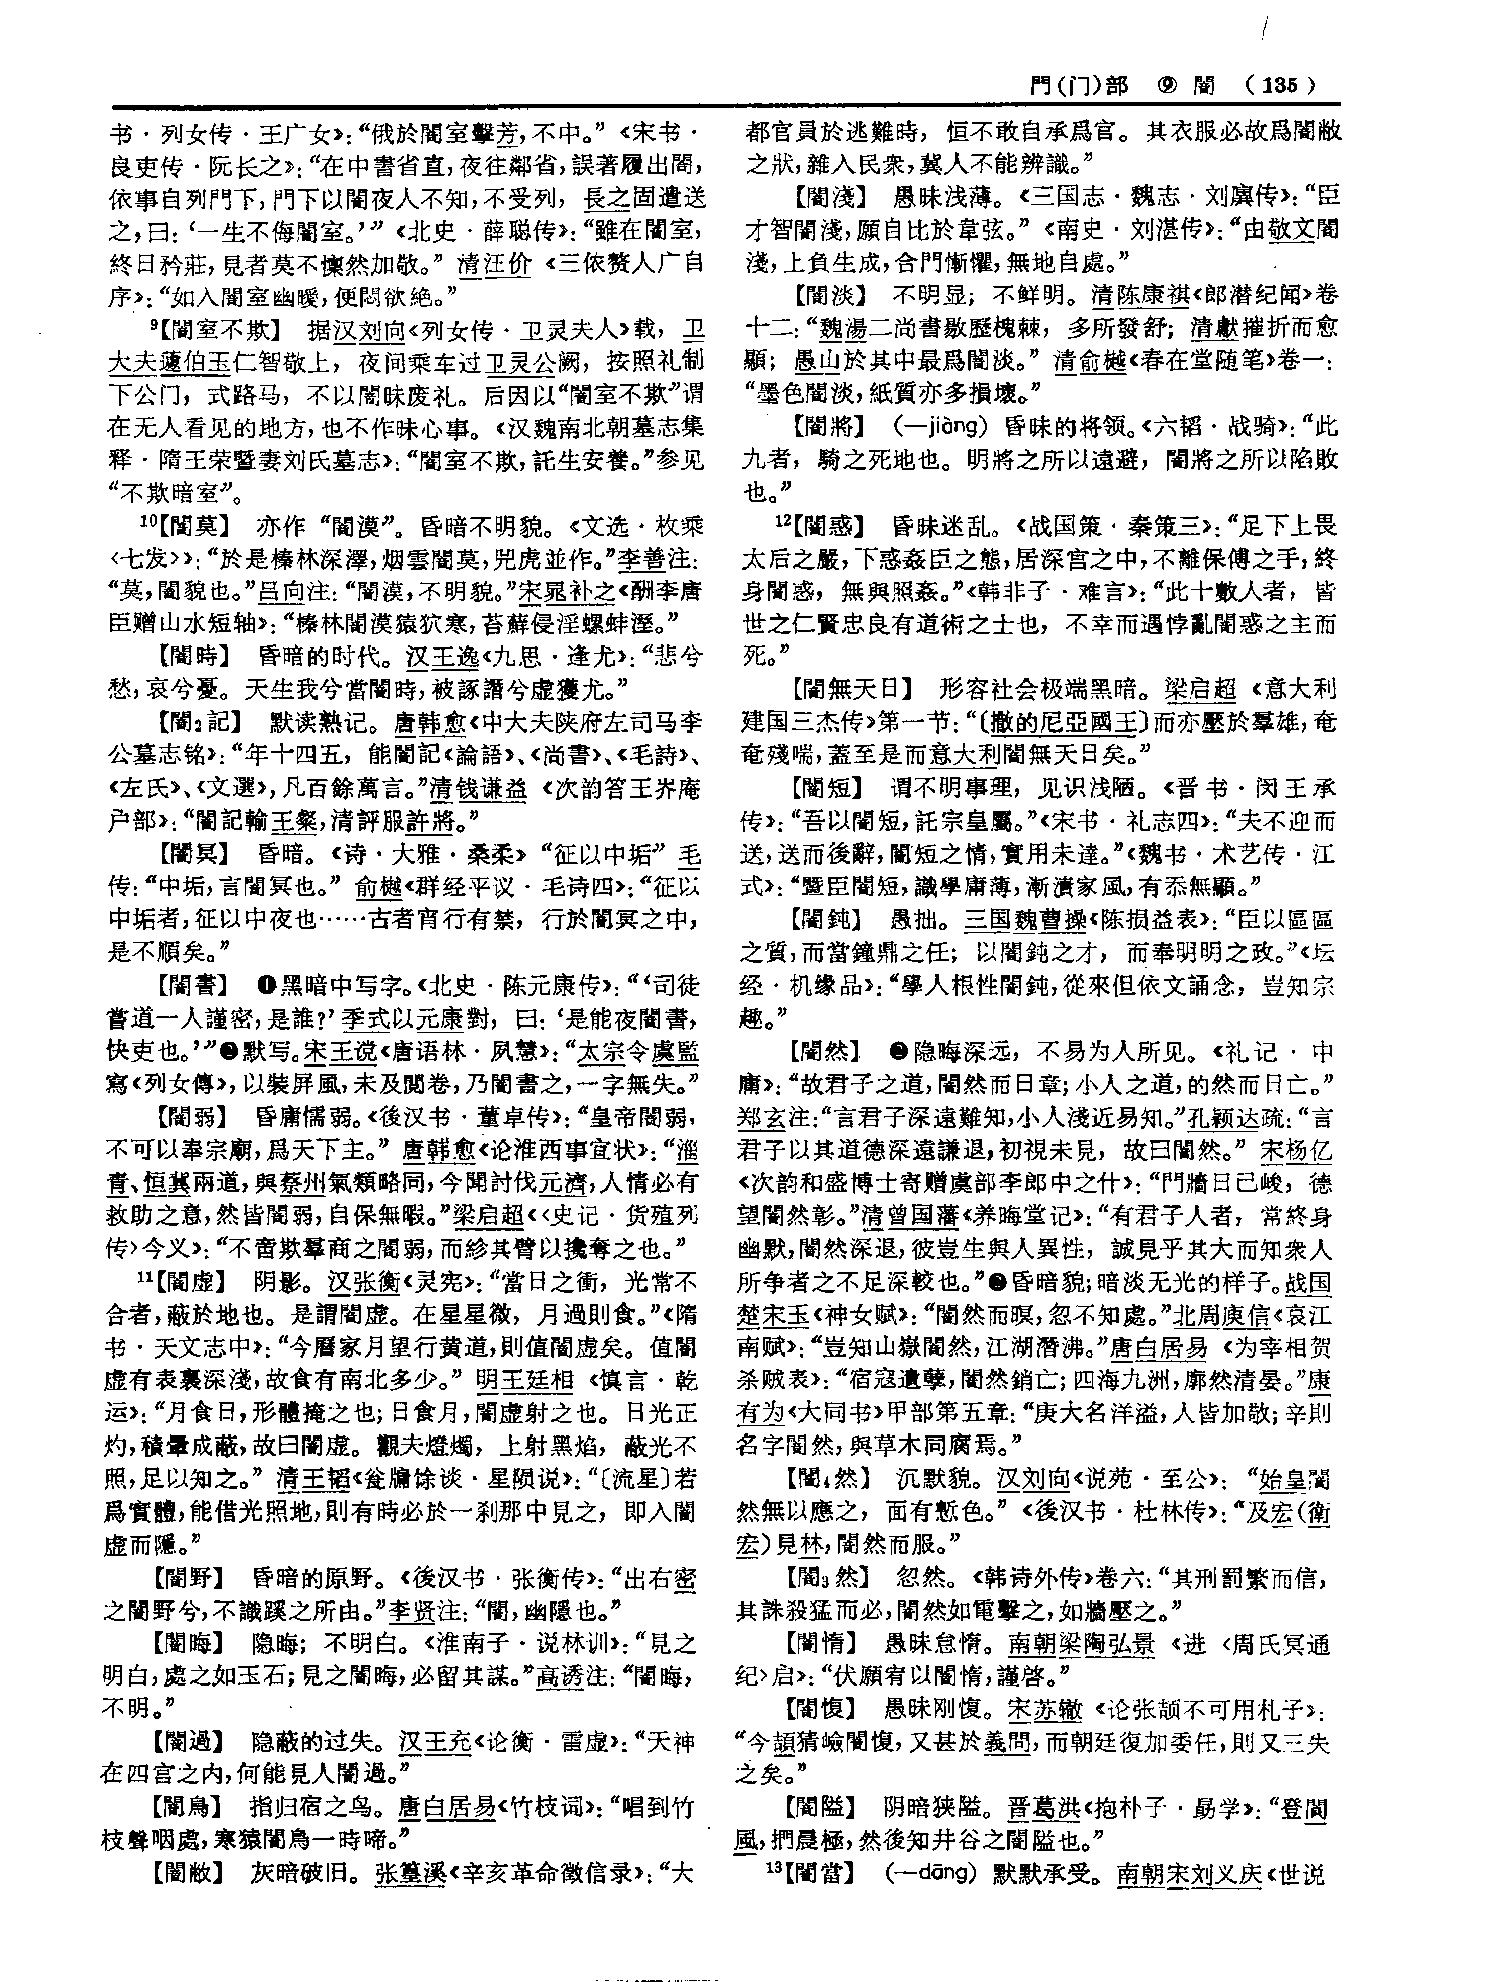 門(门)部　⑨　闇　（135）
书·列女传·王广女》：“俄於闇室擊芳，不中。”《宋书·
良吏传·阮长之》：“在中書省直，夜往鄰省，誤著履出閤，
依事自列門下，門下以闇夜人不知，不受列，長之固遣送
之，曰：‘一生不侮闇室。’”《北史·薛聪传》：“雖在闇室，
終日矜莊，見者莫不懍然加敬。”清汪价《三侬赘人广自
序》：“如入闇室幽曖，便悶欲絶。”
⁹【闇室不欺】　据汉刘向《列女传·卫灵夫人》载，卫
大夫蘧伯玉仁智敬上，夜间乘车过卫灵公阙，按照礼制
下公门，式路马，不以闇昧废礼。后因以“闇室不欺”谓
在无人看见的地方，也不作昧心事。《汉魏南北朝墓志集
释·隋王荣暨妻刘氏墓志》：“闇室不欺，託生安養。”参见
“不欺暗室”。
¹⁰【闇莫】　亦作“闇漠”。昏暗不明貌。《文选·枚乘
〈七发〉》：“於是榛林深澤，烟雲闇莫，兕虎並作。”李善注：
“莫，闇貌也。”吕向注：“闇漠，不明貌。”宋晁补之《酬李唐
臣赠山水短轴》：“榛林闇漠猿狖寒，苔蘚侵淫螺蚌溼。”
【闇時】　昏暗的时代。汉王逸《九思·逢尤》：“悲兮
愁，哀兮憂。天生我兮當闇時，被諑譖兮虚獲尤。”
【闇₂記】　默读熟记。唐韩愈《中大夫陕府左司马李
公墓志铭》：“年十四五，能闇記《論語》、《尚書》、《毛詩》、
《左氏》、《文選》，凡百餘萬言。”清钱谦益《次韵答王岕庵
户部》：“闇記輸王粲，清評服許將。”
【闇冥】　昏暗。《诗·大雅·桑柔》“征以中垢”毛
传：“中垢，言闇冥也。”俞樾《群经平议·毛诗四》：“征以
中垢者，征以中夜也……古者宵行有禁，行於闇冥之中，
是不順矣。”
【闇書】　❶黑暗中写字。《北史·陈元康传》：“‘司徒
嘗道一人謹密，是誰？’季式以元康對，曰：‘是能夜闇書，
快吏也。’”❷默写。宋王谠《唐语林·夙慧》：“太宗令虞監
寫《列女傳》，以裝屏風，未及閲卷，乃闇書之，一字無失。”
【闇弱】　昏庸懦弱。《後汉书·董卓传》：“皇帝闇弱，
不可以奉宗廟，爲天下主。”唐韩愈《论淮西事宜状》：“淄
青、恒冀兩道，與蔡州氣類略同，今聞討伐元濟，人情必有
救助之意，然皆闇弱，自保無暇。”梁启超《〈史记·货殖列
传〉今义》：“不啻欺羣商之闇弱，而紾其臂以攙奪之也。”
¹¹【闇虚】　阴影。汉张衡《灵宪》：“當日之衝，光常不
合者，蔽於地也。是謂闇虚。在星星微，月過則食。”《隋
书·天文志中》：“今曆家月望行黄道，則值闇虚矣。值闇
虚有表裏深淺，故食有南北多少。”明王廷相《慎言·乾
运》：“月食日，形體掩之也；日食月，闇虚射之也。日光正
灼，積暈成蔽，故曰闇虚。觀夫燈燭，上射黑焰，蔽光不
照，足以知之。”清王韬《瓮牖馀谈·星陨说》：“〔流星〕若
爲實體，能借光照地，則有時必於一刹那中見之，即入闇
虚而隱。”
【闇野】　昏暗的原野。《後汉书·张衡传》：“出右密
之闇野兮，不識蹊之所由。”李贤注：“闇，幽隱也。”
【闇晦】　隐晦；不明白。《淮南子·说林训》：“見之
明白，處之如玉石；見之闇晦，必留其謀。”高诱注：“闇晦，
不明。”
【闇過】　隐蔽的过失。汉王充《论衡·雷虚》：“天神
在四宫之内，何能見人闇過。”
【闇鳥】　指归宿之鸟。唐白居易《竹枝词》：“唱到竹
枝聲咽處，寒猿闇鳥一時啼。”
【闇敝】　灰暗破旧。张篁溪《辛亥革命徵信录》：“大
都官員於逃難時，恒不敢自承爲官。其衣服必故爲闇敝
之狀，雜入民衆，冀人不能辨識。”
【闇淺】　愚昧浅薄。《三国志·魏志·刘廙传》：“臣
才智闇淺，願自比於韋弦。”《南史·刘湛传》：“由敬文闇
淺，上負生成，合門慚懼，無地自處。”
【闇淡】　不明显；不鲜明。清陈康祺《郎潜纪闻》卷
十二：“魏湯二尚書敭歷槐棘，多所發舒；清獻摧折而愈
顯；愚山於其中最爲闇淡。”清俞樾《春在堂随笔》卷一：
“墨色闇淡，紙質亦多損壞。”
【闇將】　（一jiàng）昏昧的将领。《六韬·战骑》：“此
九者，騎之死地也。明將之所以遠避，闇將之所以陷敗
也。”
¹²【闇惑】　昏昧迷乱。《战国策·秦策三》：“足下上畏
太后之嚴，下惑姦臣之態，居深宫之中，不離保傅之手，終
身闇惑，無與照姦。”《韩非子·难言》：“此十數人者，皆
世之仁賢忠良有道術之士也，不幸而遇悖亂闇惑之主而
死。”
【闇無天日】　形容社会极端黑暗。梁启超《意大利
建国三杰传》第一节：“〔撒的尼亞國王〕而亦壓於羣雄，奄
奄殘喘，蓋至是而意大利闇無天日矣。”
【闇短】　谓不明事理，见识浅陋。《晋书·闵王承
传》：“吾以闇短，託宗皇屬。”《宋书·礼志四》：“夫不迎而
送，送而後辭，闇短之情，實用未達。”《魏书·术艺传·江
式》：“暨臣闇短，識學庸薄，漸漬家風，有忝無顯。”
【闇鈍】　愚拙。三国魏曹操《陈损益表》：“臣以區區
之質，而當鐘鼎之任；以闇鈍之才，而奉明明之政。”《坛
经·机缘品》：“學人根性闇鈍，從來但依文誦念，豈知宗
趣。”
【闇然】　❶隐晦深远，不易为人所见。《礼记·中
庸》：“故君子之道，闇然而日章；小人之道，的然而日亡。”
郑玄注：“言君子深遠難知，小人淺近易知。”孔颖达疏：“言
君子以其道德深遠謙退，初視未見，故曰闇然。”宋杨亿
《次韵和盛博士寄赠虞部李郎中之什》：“門牆日已峻，德
望闇然彰。”清曾国藩《养晦堂记》：“有君子人者，常終身
幽默，闇然深退，彼豈生與人異性，誠見乎其大而知衆人
所争者之不足深較也。”❷昏暗貌；暗淡无光的样子。战国
楚宋玉《神女赋》：“闇然而暝，忽不知處。”北周庾信《哀江
南赋》：“豈知山嶽闇然，江湖潛沸。”唐白居易《为宰相贺
杀贼表》：“宿寇遺孽，闇然銷亡；四海九洲，廓然清晏。”康
有为《大同书》甲部第五章：“庚大名洋溢，人皆加敬；辛則
名字闇然，與草木同腐焉。”
【闇₄然】　沉默貌。汉刘向《说苑·至公》：“始皇闇
然無以應之，面有慙色。”《後汉书·杜林传》：“及宏（衛
宏）見林，闇然而服。”
【闇₃然】　忽然。《韩诗外传》卷六：“其刑罰繁而信，
其誅殺猛而必，闇然如電擊之，如牆壓之。”
【闇惰】　愚昧怠惰。南朝梁陶弘景《进〈周氏冥通
纪〉启》：“伏願宥以闇惰，謹啓。”
【闇愎】　愚昧刚愎。宋苏辙《论张颉不可用札子》：
“今頡猜嶮闇愎，又甚於義問，而朝廷復加委任，則又三失
之矣。”
【闇隘】　阴暗狭隘。晋葛洪《抱朴子·勗学》：“登閬
風，捫晨極，然後知井谷之闇隘也。”
¹³【闇當】　（一dāng）默默承受。南朝宋刘义庆《世说